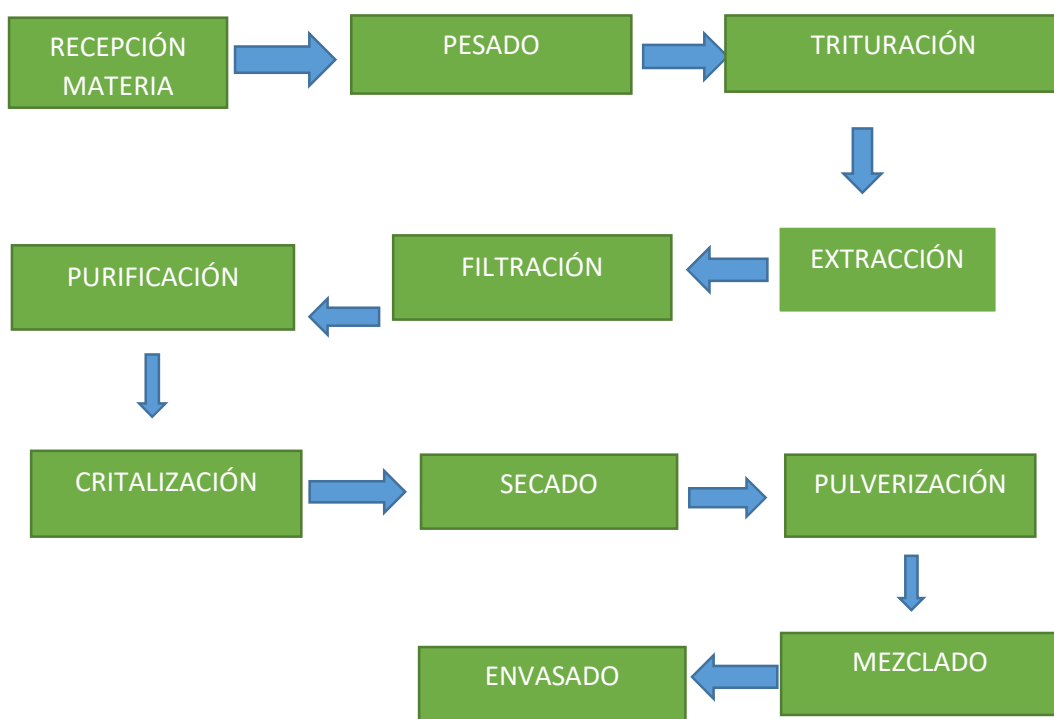 RECEPCIÓN
MATERIA
PESADO
TRITURACIÓN
EXTRACCIÓN
FILTRACIÓN
PURIFICACIÓN
CRITALIZACIÓN
SECADO
PULVERIZACIÓN
MEZCLADO
ENVASADO